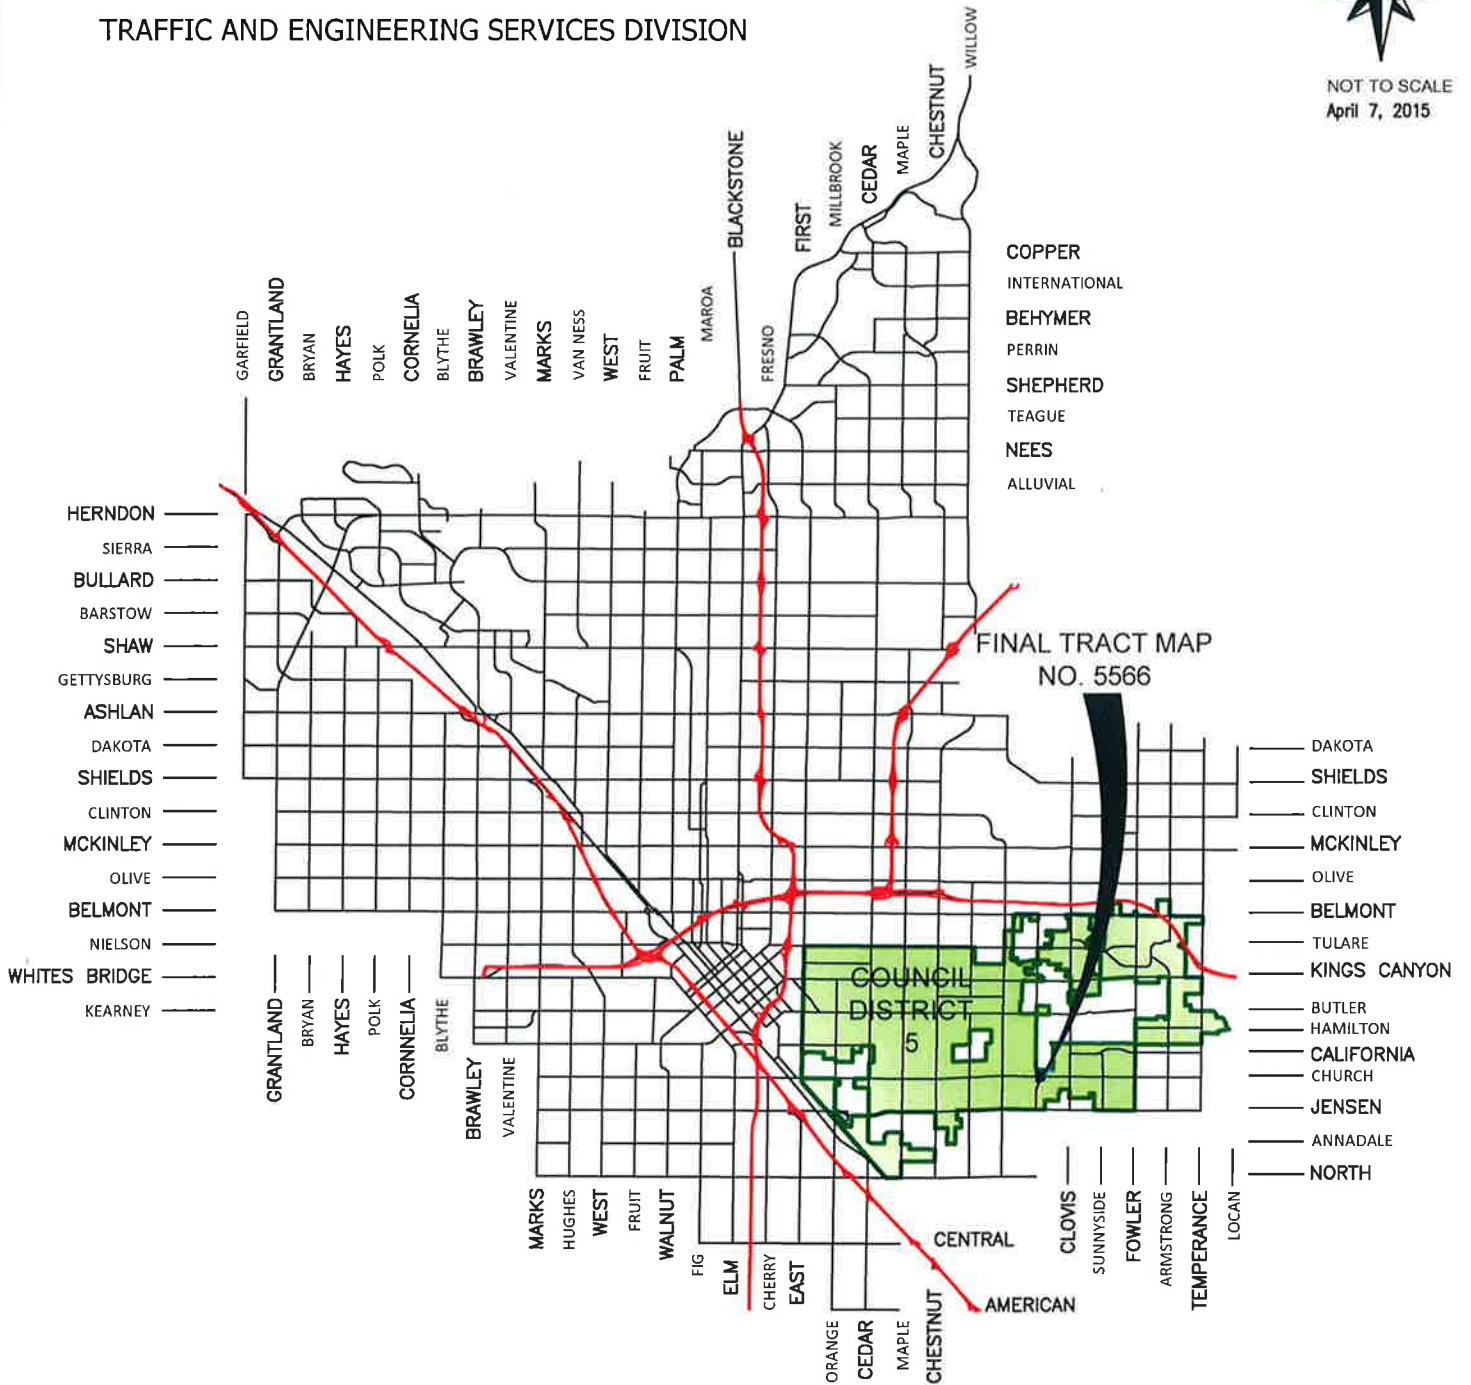 TRAFFIC AND ENGINEERING SERVICES DIVISION
NOT TO SCALE
April 7, 2015
WILLOW
CHESTNUT
MAPLE
CEDAR
MILLBROOK
FIRST
BLACKSTONE
FRESNO
MAROA
PALM
FRUIT
WEST
VAN NESS
MARKS
VALENTINE
BRAWLEY
BLYTHE
CORNELIA
POLK
HAYES
BRYAN
GRANTLAND
GARFIELD
COPPER
INTERNATIONAL
BEHYMER
PERRIN
SHEPHERD
TEAGUE
NEES
ALLUVIAL
HERNDON
SIERRA
BULLARD
BARSTOW
SHAW
GETTYSBURG
ASHLAN
DAKOTA
SHIELDS
CLINTON
MCKINLEY
OLIVE
BELMONT
NIELSON
WHITES BRIDGE
KEARNEY
FINAL TRACT MAP
NO. 5566
DAKOTA
SHIELDS
CLINTON
MCKINLEY
OLIVE
BELMONT
TULARE
KINGS CANYON
BUTLER
HAMILTON
CALIFORNIA
CHURCH
JENSEN
ANNADALE
NORTH
COUNCIL
DISTRICT
5
GRANTLAND
BRYAN
HAYES
POLK
CORNNELIA
BLYTHE
BRAWLEY
VALENTINE
MARKS
HUGHES
WEST
FRUIT
WALNUT
FIG
ELM
CHERRY
EAST
ORANGE
CEDAR
MAPLE
CHESTNUT
CENTRAL
AMERICAN
CLOVIS
SUNNYSIDE
FOWLER
ARMSTRONG
TEMPERANCE
LOCAN